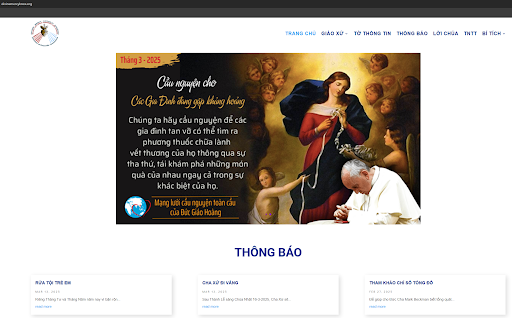 TRANG CHỦ GIÁO XỨ TỜ THÔNG TIN THÔNG BÁO LỜI CHÚA TNTT BÍ TÍCH
Tháng 3 - 2025
Cầu nguyện cho
Các Gia Đình đang gặp khủng hoảng
Chúng ta hãy cầu nguyện để các
gia đình tan vỡ có thể tìm ra
phương thuốc chữa lành
vết thương của họ thông qua sự
tha thứ, tái khám phá những món
quà của nhau ngay cả trong sự
khác biệt của họ.
Mạng lưới cầu nguyện toàn cầu
của Đức Giáo Hoàng
THÔNG BÁO
RỬA TỘI TRẺ EM
CHA XỨ ĐI VẮNG
THAM KHẢO CHỈ SỐ TÔNG ĐỒ